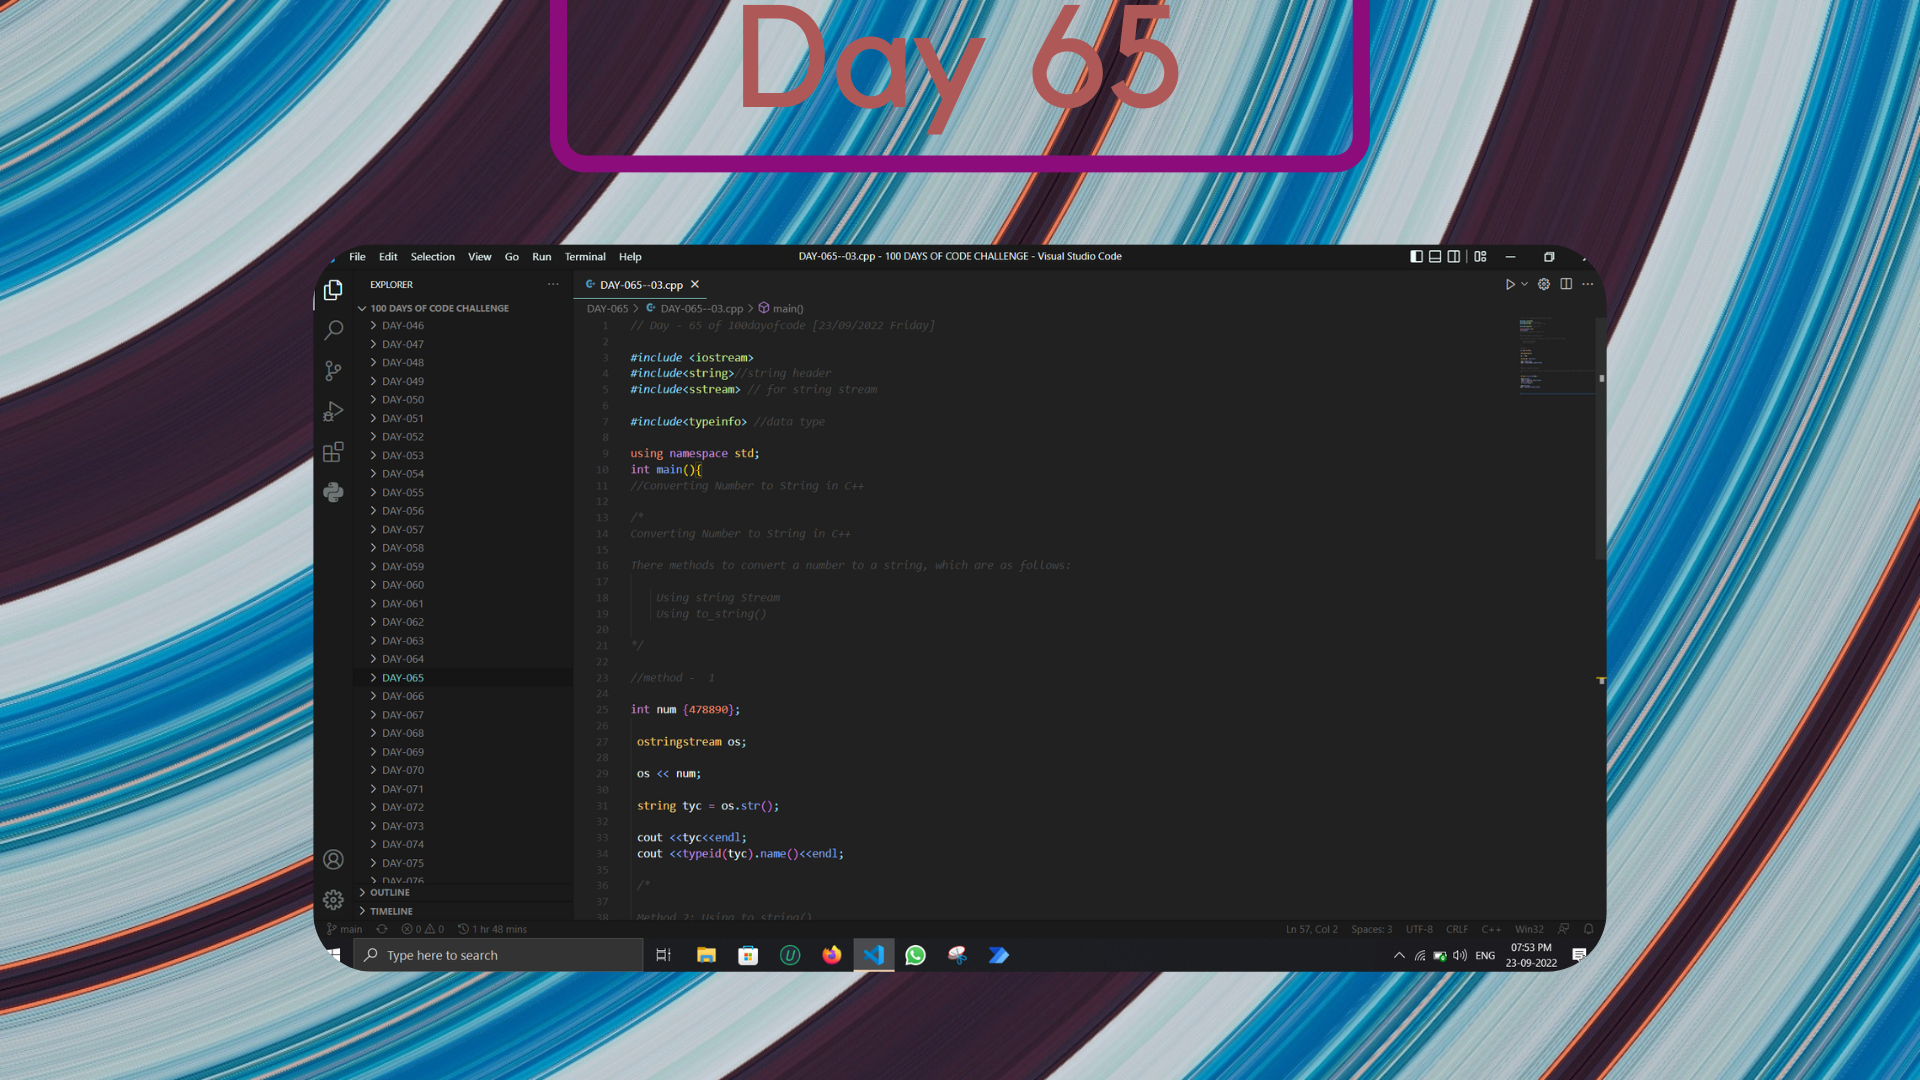 Day 65
File Edit Selection View Go Run Terminal Help
DAY-065--03.cpp - 100 DAYS OF CODE CHALLENGE - Visual Studio Code
EXPLORER
100 DAYS OF CODE CHALLENGE
DAY-046
DAY-047
DAY-048
DAY-049
DAY-050
DAY-051
DAY-052
DAY-053
DAY-054
DAY-055
DAY-056
DAY-057
DAY-058
DAY-059
DAY-060
DAY-061
DAY-062
DAY-063
DAY-064
DAY-065
DAY-066
DAY-067
DAY-068
DAY-069
DAY-070
DAY-071
DAY-072
DAY-073
DAY-074
DAY-075
DAY-076
OUTLINE
TIMELINE
DAY-065--03.cpp
DAY-065 > DAY-065--03.cpp > main()
1 // Day - 65 of 100dayofcode [23/09/2022 Friday]
2
3 #include <iostream>
4 #include<string>//string header
5 #include<sstream> // for string stream
6
7 #include<typeinfo> //data type
8
9 using namespace std;
10 int main(){
11 //Converting Number to String in C++
12
13 /*
14 Converting Number to String in C++
15
16 There methods to convert a number to a string, which are as follows:
17
18 Using string Stream
19 Using to_string()
20
21 */
22
23 //method -  1
24
25 int num {478890};
26
27 ostringstream os;
28
29 os << num;
30
31 string tyc = os.str();
32
33 cout <<tyc<<endl;
34 cout <<typeid(tyc).name()<<endl;
35
36 /*
37
38 Method 2: Using to string()
main 0 0 1 hr 48 mins
Ln 57, Col 2 Spaces: 3 UTF-8 CRLF C++ Win32
Type here to search
ENG
07:53 PM
23-09-2022